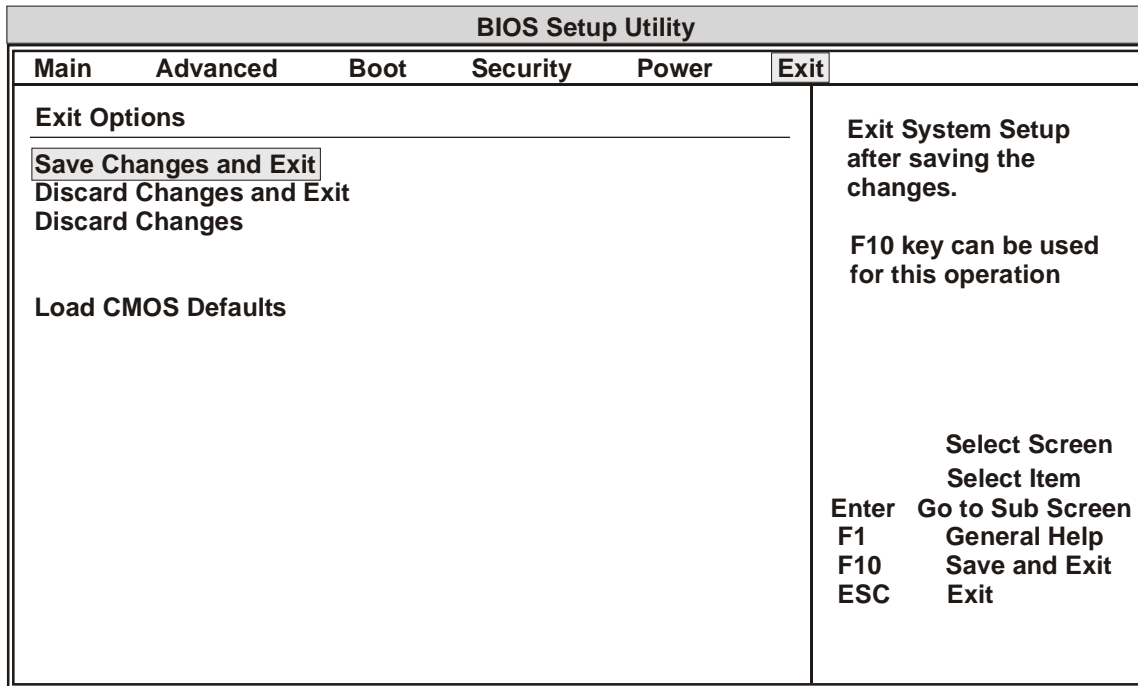 BIOS Setup Utility
Main Advanced Boot Security Power Exit
Exit Options
Save Changes and Exit
Discard Changes and Exit
Discard Changes
Load CMOS Defaults
Exit System Setup
after saving the
changes.
F10 key can be used
for this operation
Select Screen
Select Item
Enter Go to Sub Screen
F1 General Help
F10 Save and Exit
ESC Exit